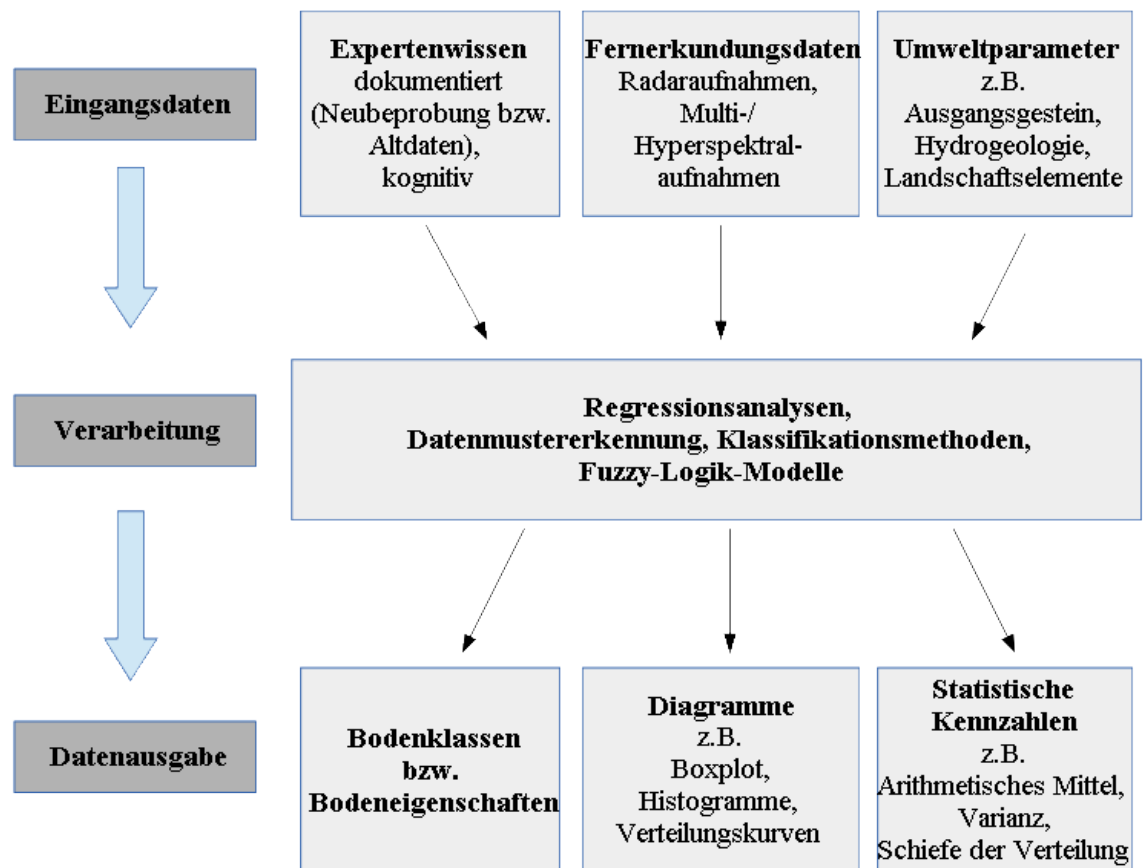 Eingangsdaten
Expertenwissen
dokumentiert
(Neubeprobung bzw.
Altdaten),
kognitiv
Fernerkundungsdaten
Radaraufnahmen,
Multi-/
Hyperspektral-
aufnahmen
Umweltparameter
z.B.
Ausgangsgestein,
Hydrogeologie,
Landschaftselemente
Verarbeitung
Regressionsanalysen,
Datenmustererkennung, Klassifikationsmethoden,
Fuzzy-Logik-Modelle
Datenausgabe
Bodenklassen
bzw.
Bodeneigenschaften
Diagramme
z.B.
Boxplot,
Histogramme,
Verteilungskurven
Statistische
Kennzahlen
z.B.
Arithmetisches Mittel,
Varianz,
Schiefe der Verteilung